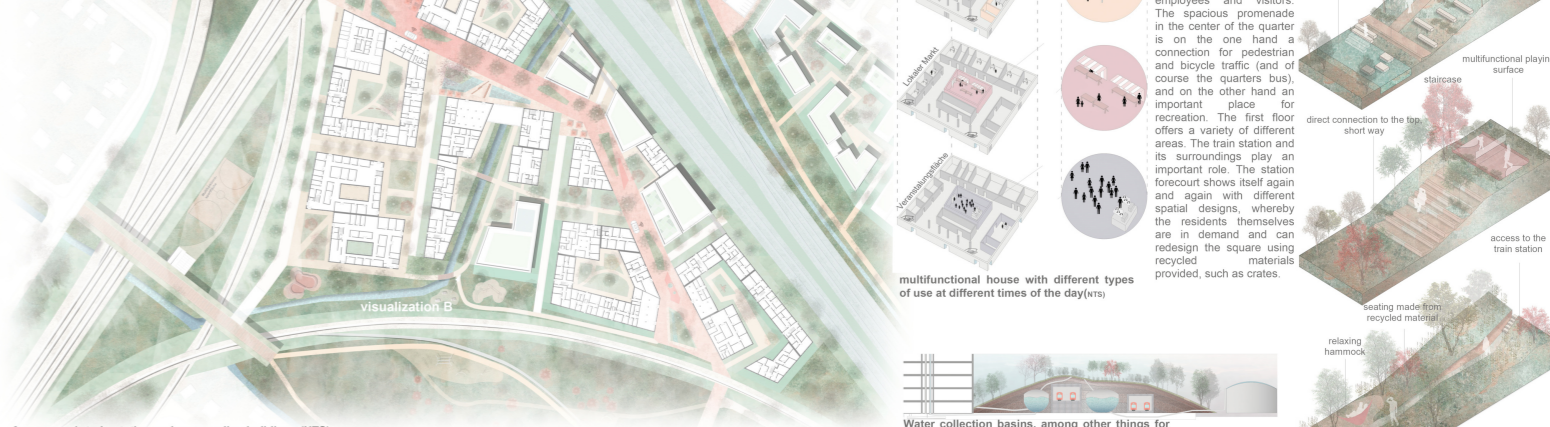 visualization B
Lokaler Markt
Veranstaltungsfläche
multifunctional house with different types
of use at different times of the day(NTS)
Water collection basins, among other things for
employees and visitors.
The spacious promenade
in the center of the quarter
is on the one hand a
connection for pedestrian
and bicycle traffic (and of
course the quarters bus),
and on the other hand an
important place for
recreation. The first floor
offers a variety of different
areas. The train station and
its surroundings play an
important role. The station
forecourt shows itself again
and again with different
spatial designs, whereby
the residents themselves
are in demand and can
redesign the square using
recycled materials
provided, such as crates.
multifunctional playin
surface
staircase
direct connection to the top,
short way
access to the
train station
seating made from
recycled material
relaxing
hammock